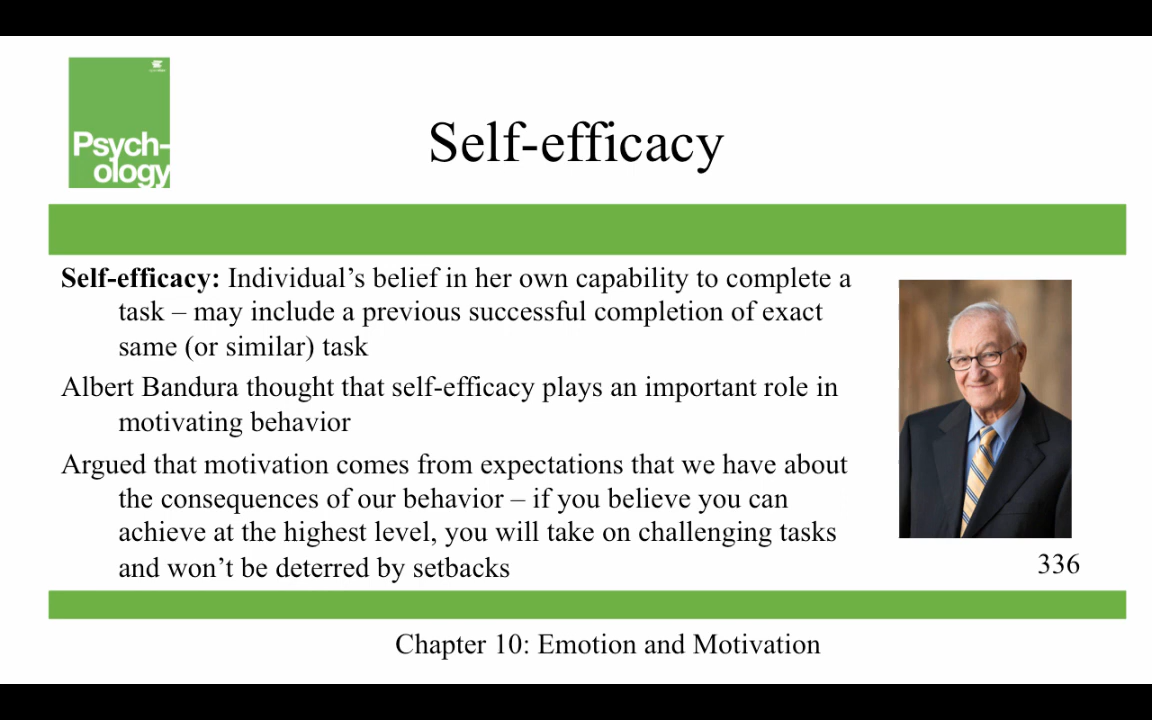 Psych-
ology
Self-efficacy
Self-efficacy: Individual’s belief in her own capability to complete a
task – may include a previous successful completion of exact
same (or similar) task
Albert Bandura thought that self-efficacy plays an important role in
motivating behavior
Argued that motivation comes from expectations that we have about
the consequences of our behavior – if you believe you can
achieve at the highest level, you will take on challenging tasks
and won’t be deterred by setbacks
336
Chapter 10: Emotion and Motivation